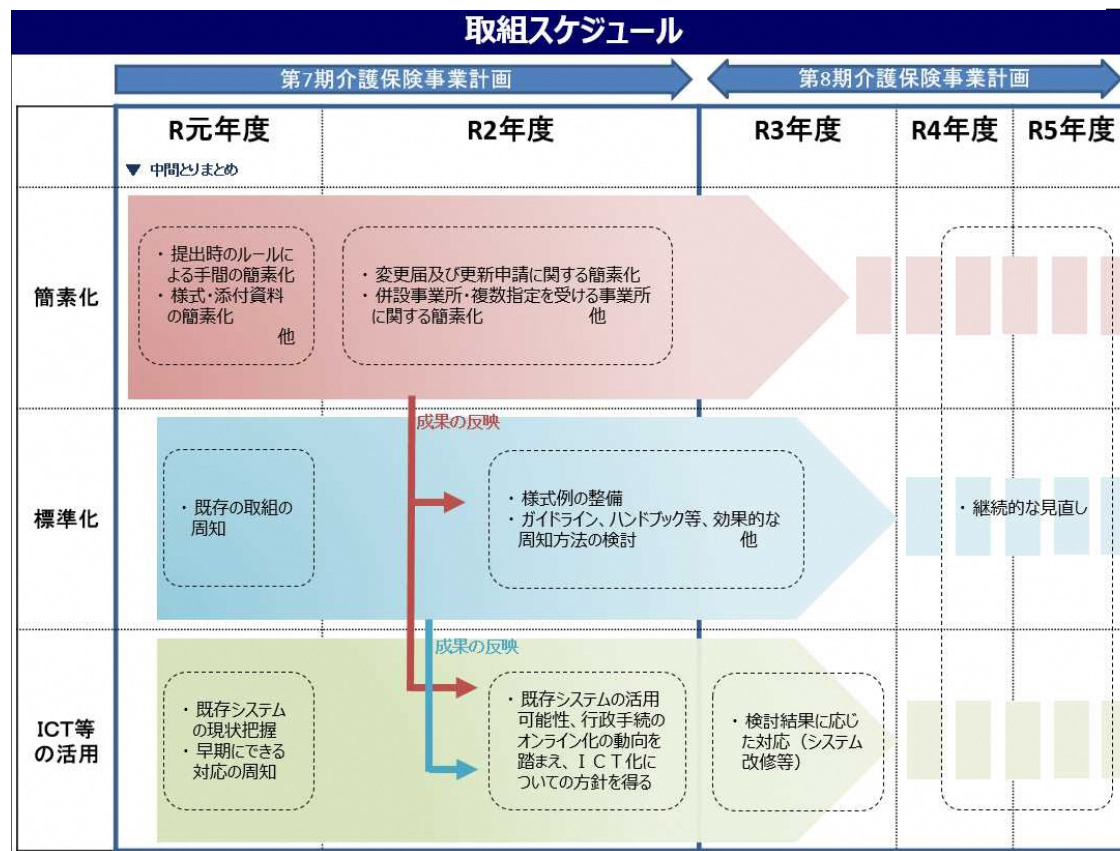 取組スケジュール
第7期介護保険事業計画
第8期介護保険事業計画
R元年度
R2年度
R3年度
R4年度
R5年度
▼ 中間とりまとめ
簡素化
・ 提出時のルールに
よる手間の簡素化
・ 様式・添付資料
の簡素化
他
・ 変更届及び更新申請に関する簡素化
・ 併設事業所・複数指定を受ける事業所
に関する簡素化 他
成果の反映
標準化
・ 既存の取組の
周知
・ 様式例の整備
・ ガイドライン、ハンドブック等、効果的な
周知方法の検討 他
・ 継続的な見直し
成果の反映
ICT等
の活用
・ 既存システム
の現状把握
・ 早期にできる
対応の周知
・ 既存システムの活用
可能性、行政手続の
オンライン化の動向を
踏まえ、ＩＣＴ化に
ついての方針を得る
・ 検討結果に応じ
た対応（システム
改修等）